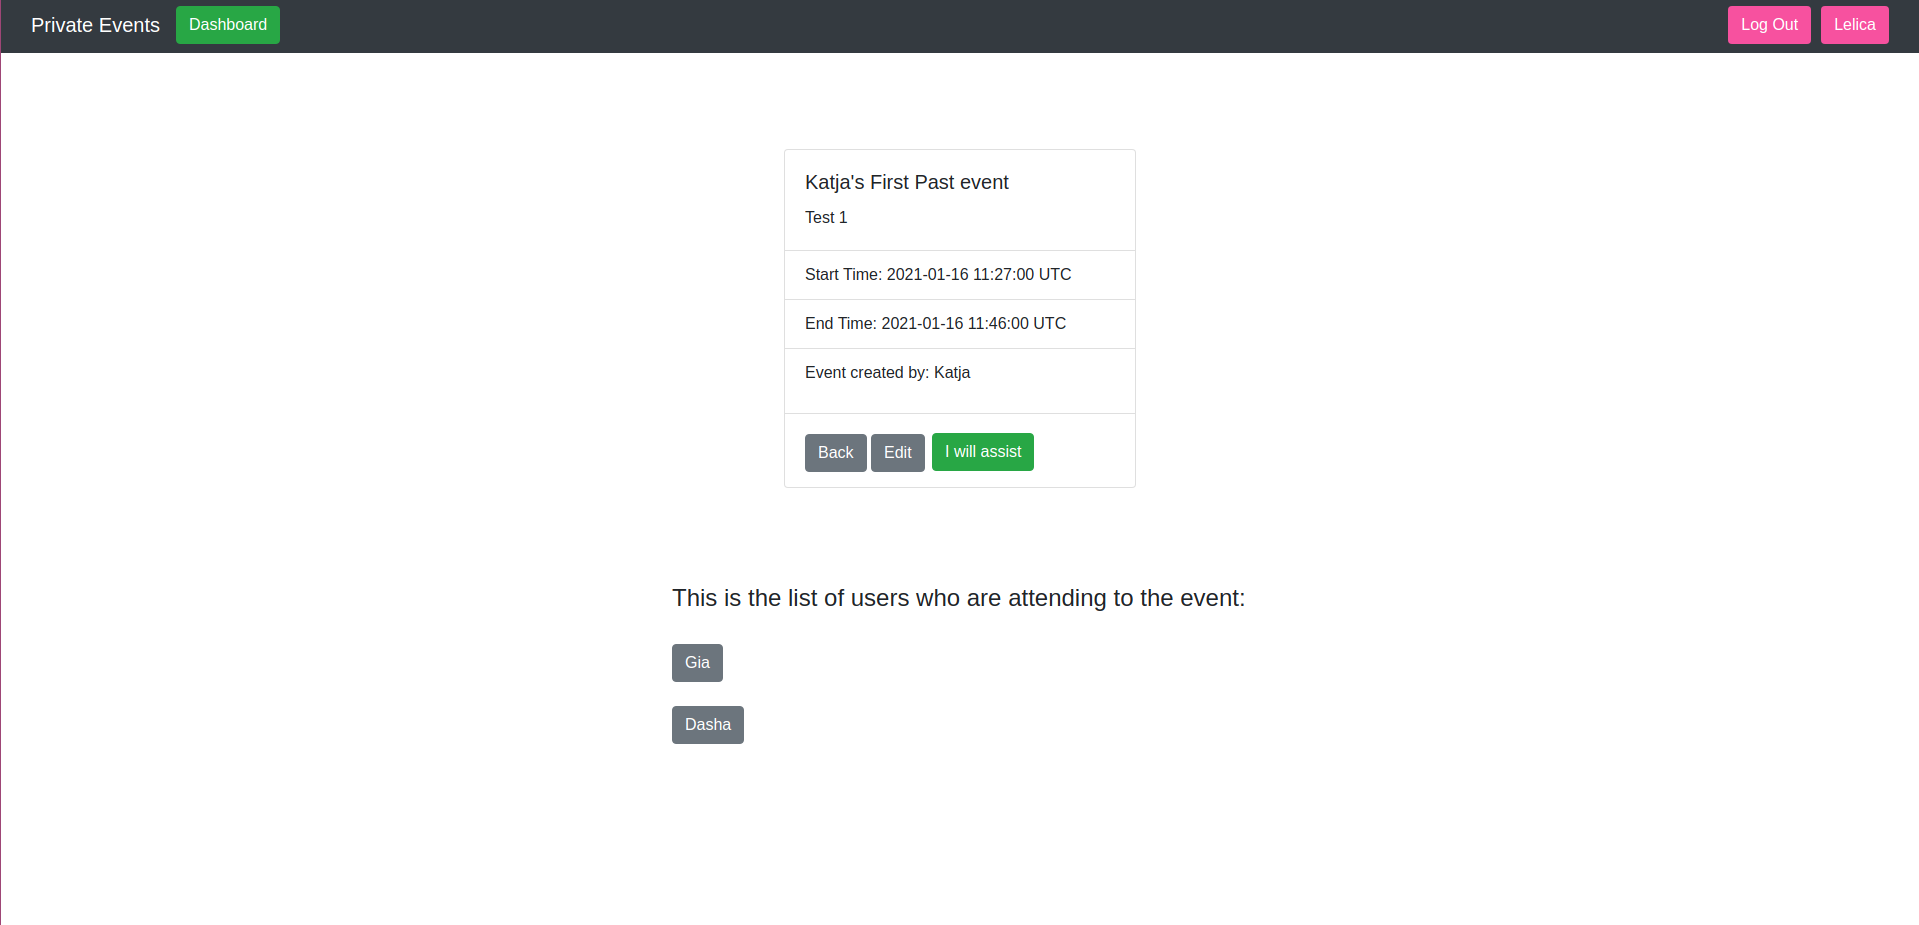 Private Events Dashboard Log Out Lelica
Katja's First Past event
Test 1
Start Time: 2021-01-16 11:27:00 UTC
End Time: 2021-01-16 11:46:00 UTC
Event created by: Katja
Back Edit I will assist
This is the list of users who are attending to the event:
Gia
Dasha